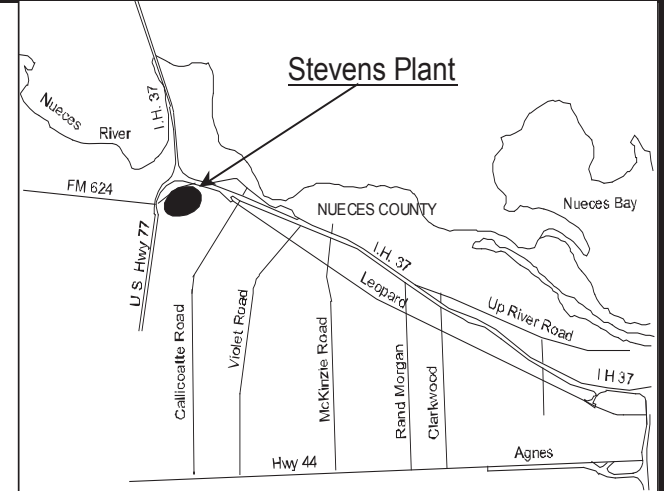 Stevens Plant
Nueces
River
I.H. 37
FM 624
U S Hwy 77
NUECES COUNTY
Nueces Bay
I.H. 37
Leopard
Up River Road
Callicoatte Road
Violet Road
McKinzie Road
Rand Morgan
Clarkwood
I H 37
Hwy 44
Agnes